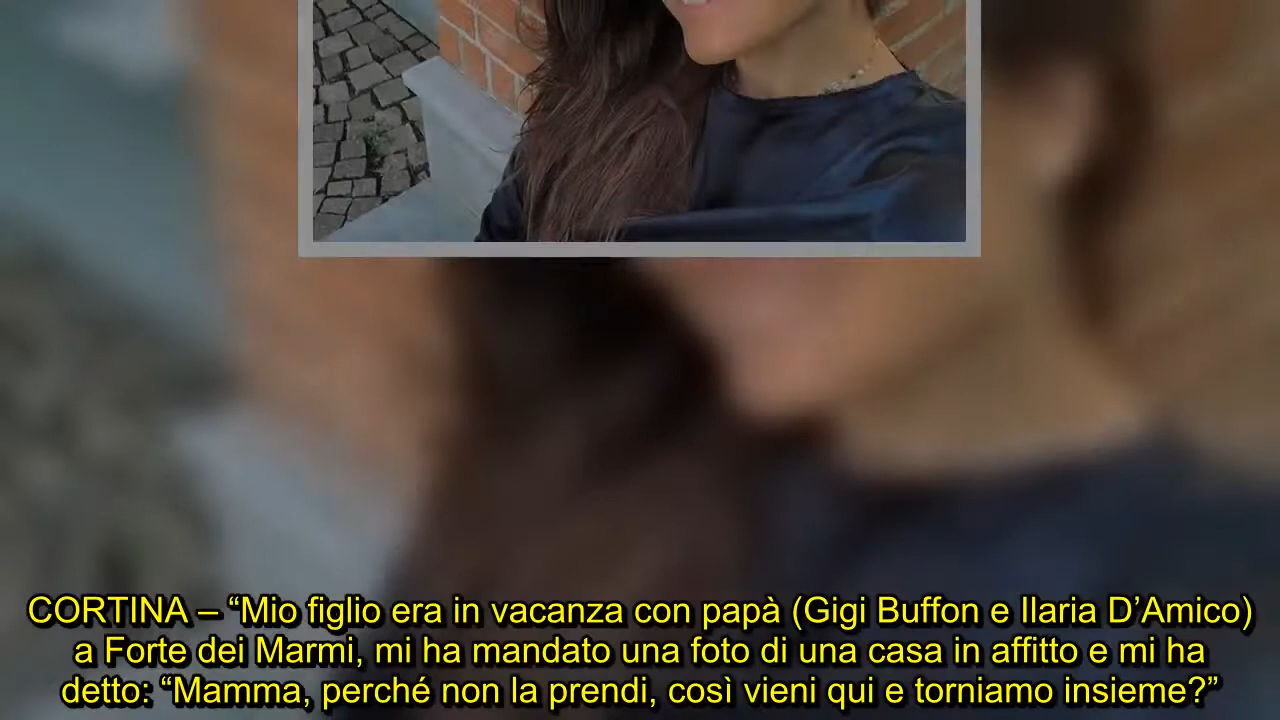 CORTINA – “Mio figlio era in vacanza con papà (Gigi Buffon e Ilaria D’Amico)
a Forte dei Marmi, mi ha mandato una foto di una casa in affitto e mi ha
detto: “Mamma, perché non la prendi, così vieni qui e torniamo insieme?”